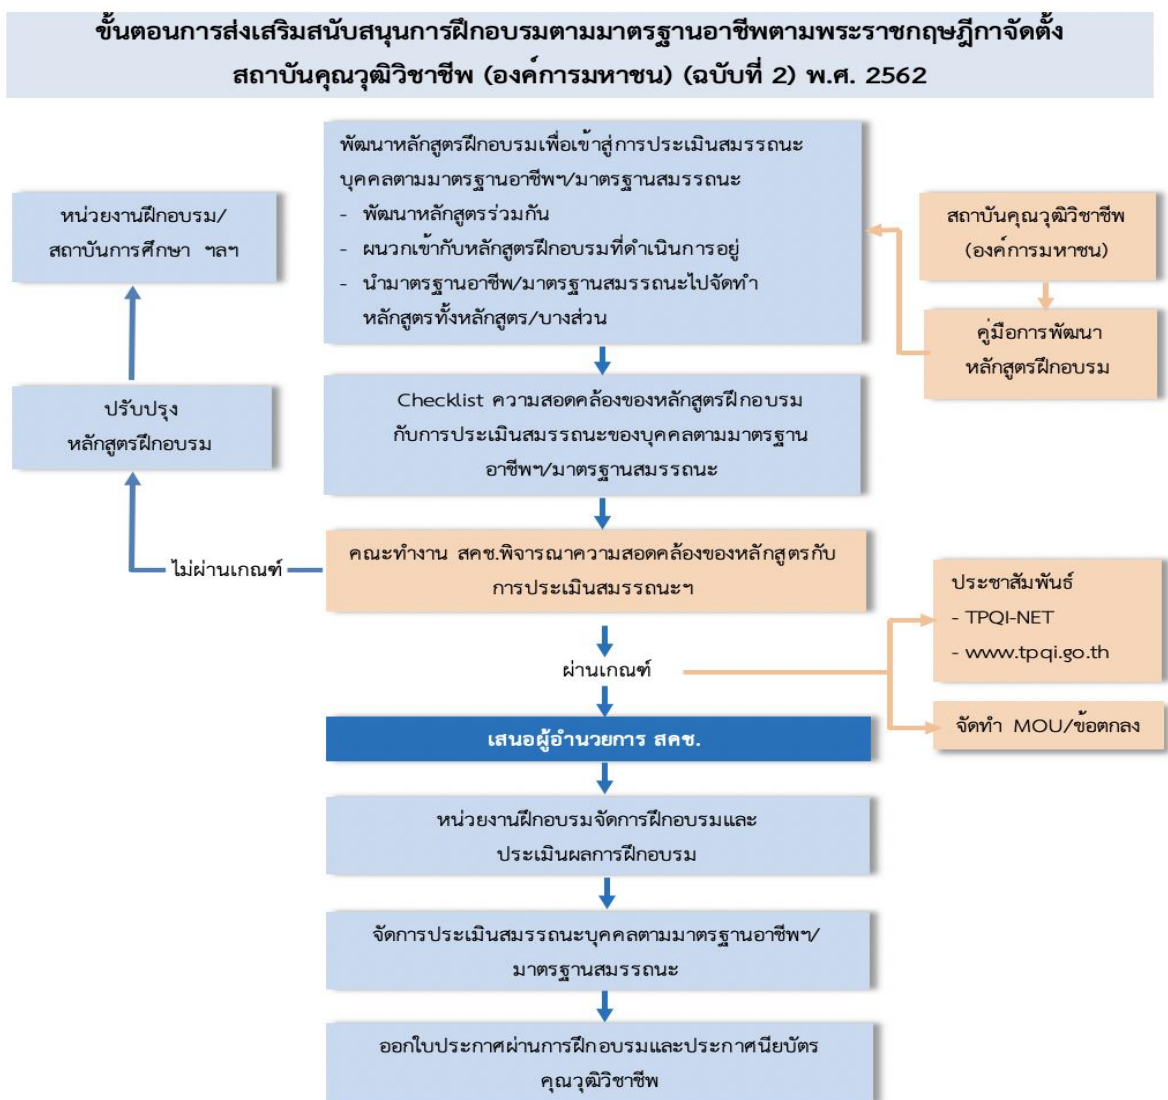 ขั้นตอนการส่งเสริมสนับสนุนการฝึกอบรมตามมาตรฐานอาชีพตามพระราชกฤษฎีกาจัดตั้ง
สถาบันคุณวุฒิวิชาชีพ (องค์การมหาชน) (ฉบับที่ 2) พ.ศ. 2562
พัฒนาหลักสูตรฝึกอบรมเพื่อเข้าสู่การประเมินสมรรถนะ
บุคคลตามมาตรฐานอาชีพฯ/มาตรฐานสมรรถนะ
- พัฒนาหลักสูตรร่วมกัน
- ผนวกเข้ากับหลักสูตรฝึกอบรมที่ดำเนินการอยู่
- นำมาตรฐานอาชีพ/มาตรฐานสมรรถนะไปจัดทำ
หลักสูตรทั้งหลักสูตร/บางส่วน
หน่วยงานฝึกอบรม/
สถาบันการศึกษา ฯลฯ
สถาบันคุณวุฒิวิชาชีพ
(องค์การมหาชน)
คู่มือการพัฒนา
หลักสูตรฝึกอบรม
ปรับปรุง
หลักสูตรฝึกอบรม
Checklist ความสอดคล้องของหลักสูตรฝึกอบรม
กับการประเมินสมรรถนะของบุคคลตามมาตรฐาน
อาชีพฯ/มาตรฐานสมรรถนะ
คณะทำงาน สคช.พิจารณาความสอดคล้องของหลักสูตรกับ
การประเมินสมรรถนะฯ
ไม่ผ่านเกณฑ์
ผ่านเกณฑ์
ประชาสัมพันธ์
- TPQI-NET
- www.tpqi.go.th
จัดทำ MOU/ข้อตกลง
เสนอผู้อำนวยการ สคช.
หน่วยงานฝึกอบรมจัดการฝึกอบรมและ
ประเมินผลการฝึกอบรม
จัดการประเมินสมรรถนะบุคคลตามมาตรฐานอาชีพฯ/
มาตรฐานสมรรถนะ
ออกใบประกาศผ่านการฝึกอบรมและประกาศนียบัตร
คุณวุฒิวิชาชีพ